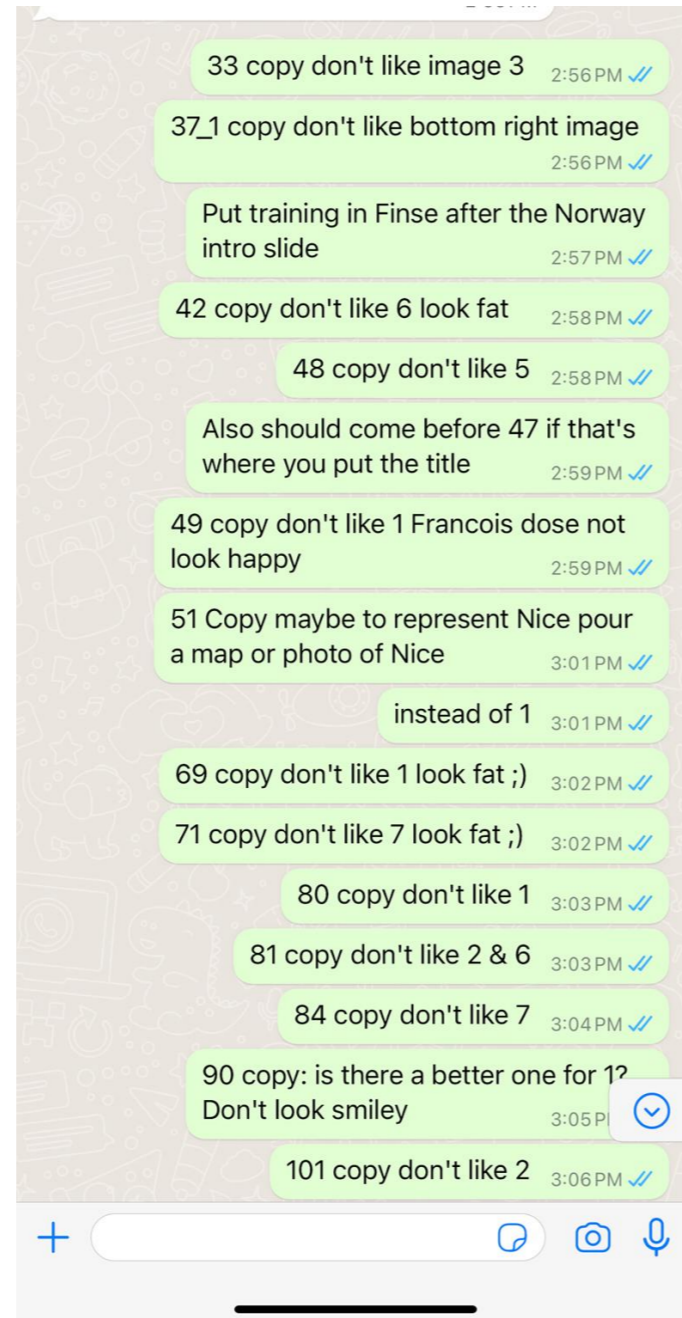 33 copy don't like image 3 2:56 PM
37_1 copy don't like bottom right image
2:56 PM
Put training in Finse after the Norway
intro slide 2:57 PM
42 copy don't like 6 look fat 2:58 PM
48 copy don't like 5 2:58 PM
Also should come before 47 if that's
where you put the title 2:59 PM
49 copy don't like 1 Francois dose not
look happy 2:59 PM
51 Copy maybe to represent Nice pour
a map or photo of Nice 3:01 PM
instead of 1 3:01 PM
69 copy don't like 1 look fat ;) 3:02 PM
71 copy don't like 7 look fat ;) 3:02 PM
80 copy don't like 1 3:03 PM
81 copy don't like 2 & 6 3:03 PM
84 copy don't like 7 3:04 PM
90 copy: is there a better one for 1?
Don't look smiley 3:05
101 copy don't like 2 3:06 PM